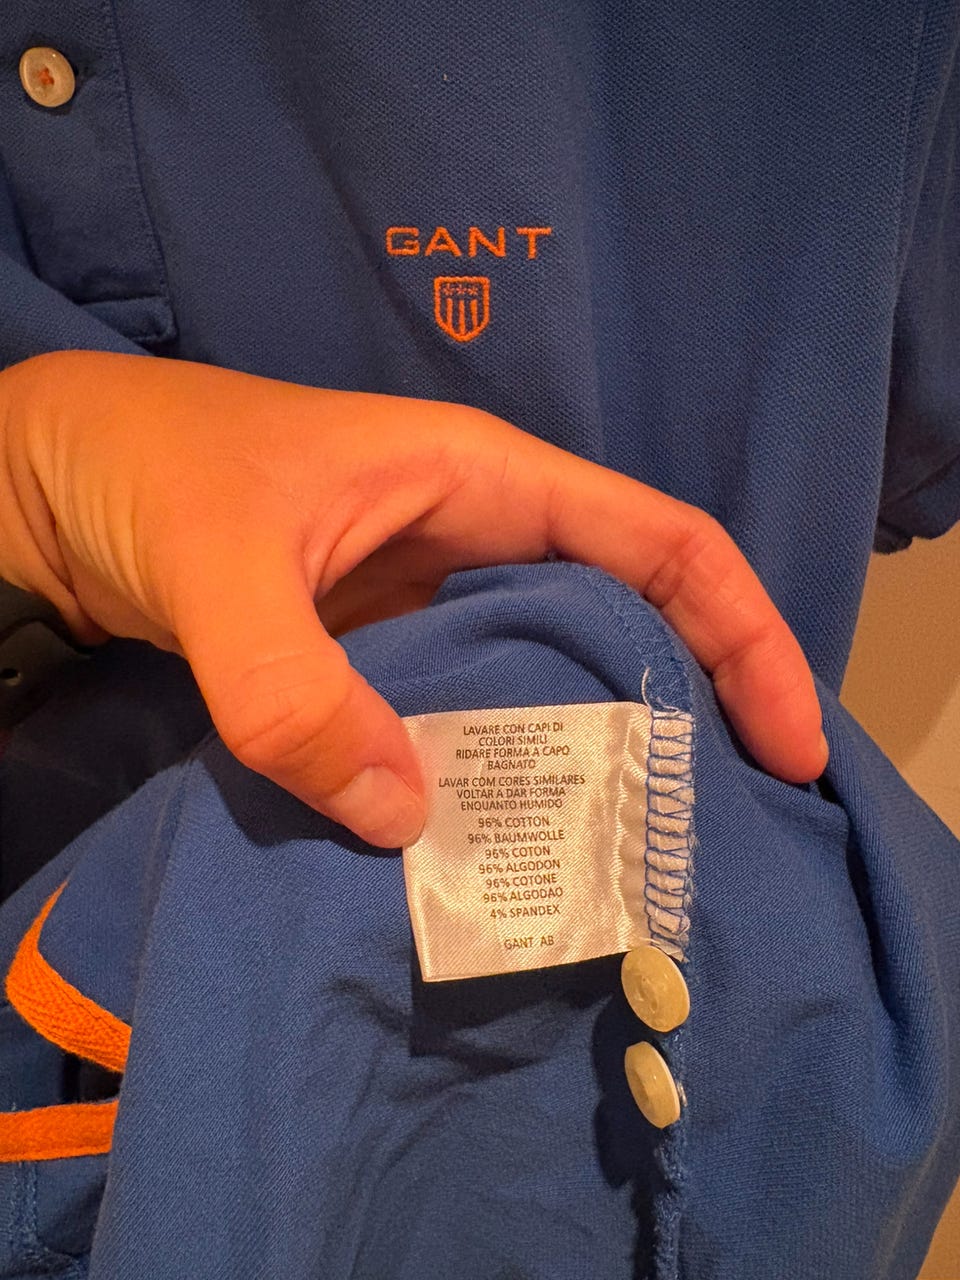 GANT
LAVARE CON CAPI DI
COLORI SIMILI
RIDARE FORMA A CAPO
BAGNATO
LAVAR COM CORES SIMILARES
VOLTAR A DAR FORMA
ENQUANTO HUMIDO
96% COTTON
96% BAUMWOLLE
96% COTON
96% ALGODON
96% COTONE
96% ALGODAO
4% SPANDEX
GANT AB